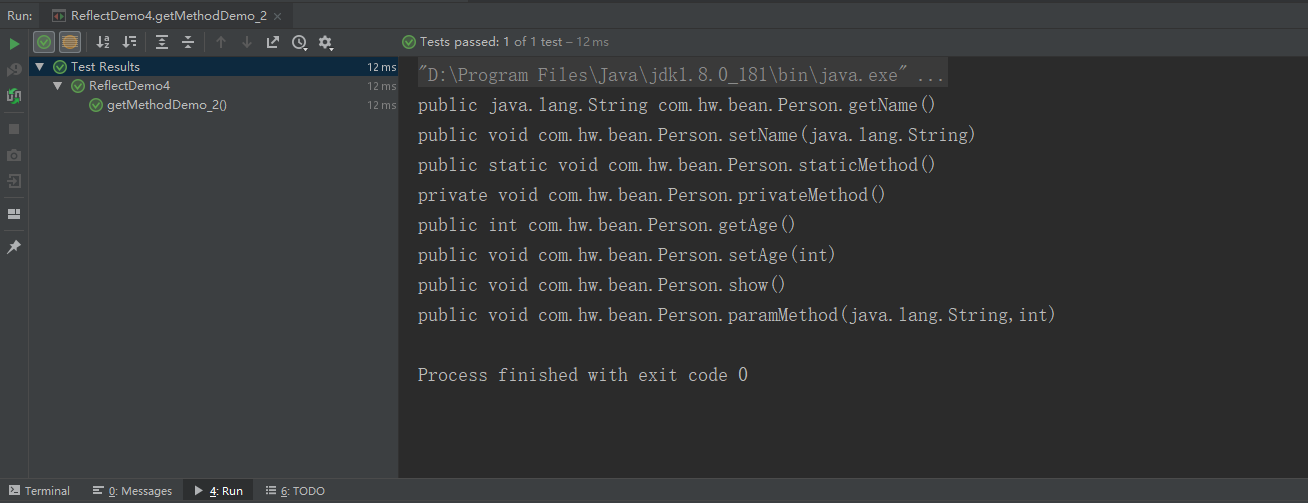 Run: ReflectDemo4.getMethodDemo_2
Tests passed: 1 of 1 test – 12 ms
Test Results 12 ms
ReflectDemo4 12 ms
getMethodDemo_2() 12 ms
"D:\Program Files\Java\jdk1.8.0_181\bin\java.exe" ...
public java.lang.String com.hw.bean.Person.getName()
public void com.hw.bean.Person.setName(java.lang.String)
public static void com.hw.bean.Person.staticMethod()
private void com.hw.bean.Person.privateMethod()
public int com.hw.bean.Person.getAge()
public void com.hw.bean.Person.setAge(int)
public void com.hw.bean.Person.show()
public void com.hw.bean.Person.paramMethod(java.lang.String,int)
Process finished with exit code 0
Terminal 0: Messages 4: Run 6: TODO